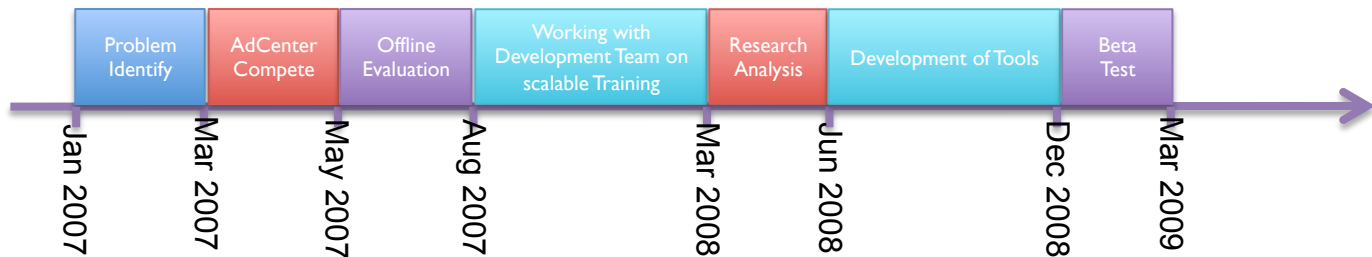 Problem
Identify
AdCenter
Compete
Offline
Evaluation
Working with
Development Team on
scalable Training
Research
Analysis
Development of Tools
Beta
Test
Jan 2007
Mar 2007
May 2007
Aug 2007
Mar 2008
Jun 2008
Dec 2008
Mar 2009